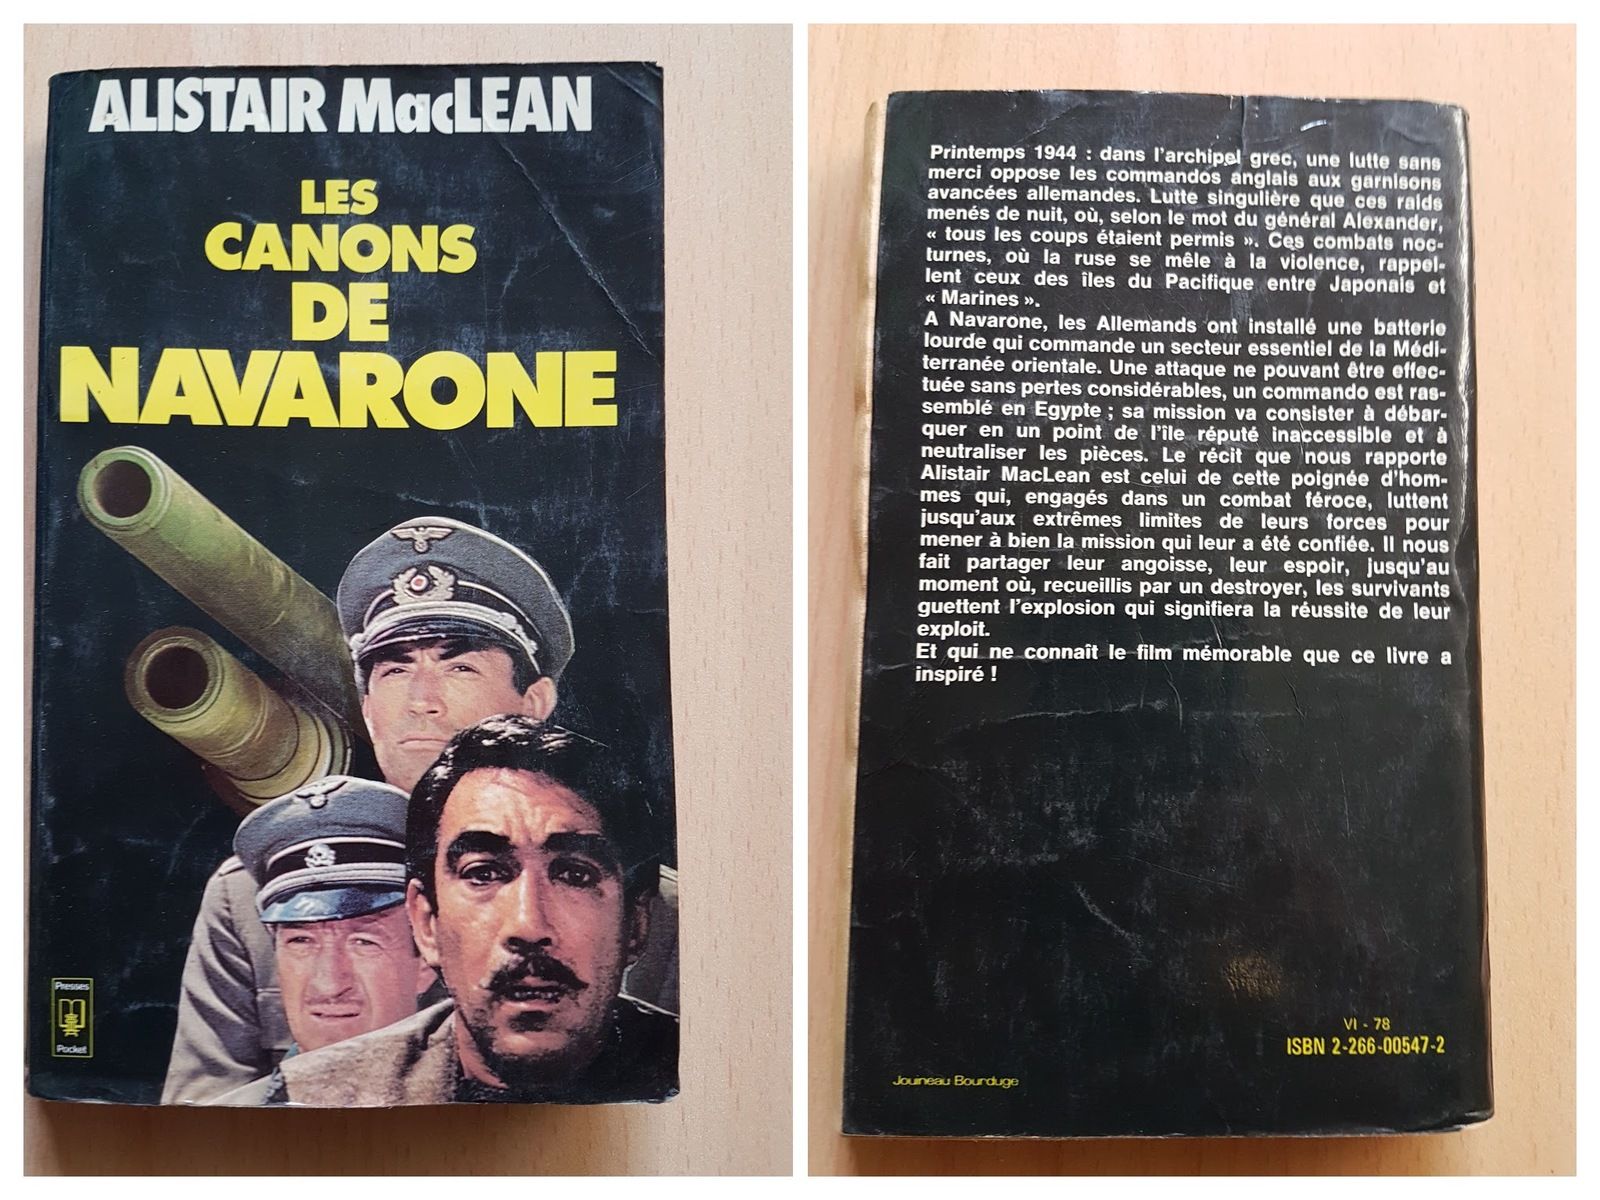 ALISTAIR MacLEAN
LES
CANONS
DE
NAVARONE
Presses
Pocket
Printemps 1944 : dans l'archipel grec, une lutte sans
merci oppose les commandos anglais aux garnisons
avancées allemandes. Lutte singulière que ces raids
menés de nuit, où, selon le mot du général Alexander,
« tous les coups étaient permis ». Ces combats noc-
turnes, où la ruse se mêle à la violence, rappel-
lent ceux des îles du Pacifique entre Japonais et
« Marines ».
A Navarone, les Allemands ont installé une batterie
lourde qui commande un secteur essentiel de la Médi-
terranée orientale. Une attaque ne pouvant être effec-
tuée sans pertes considérables, un commando est ras-
semblé en Egypte ; sa mission va consister à débar-
quer en un point de l'île réputé inaccessible et à
neutraliser les pièces. Le récit que nous rapporte
Alistair MacLean est celui de cette poignée d'hom-
mes qui, engagés dans un combat féroce, luttent
jusqu'aux extrêmes limites de leurs forces pour
mener à bien la mission qui leur a été confiée. Il nous
fait partager leur angoisse, leur espoir, jusqu'au
moment où, recueillis par un destroyer, les survivants
guettent l'explosion qui signifiera la réussite de leur
exploit.
Et qui ne connaît le film mémorable que ce livre a
inspiré !
VI - 78
ISBN 2-266-00547-2
Jouineau Bourduge